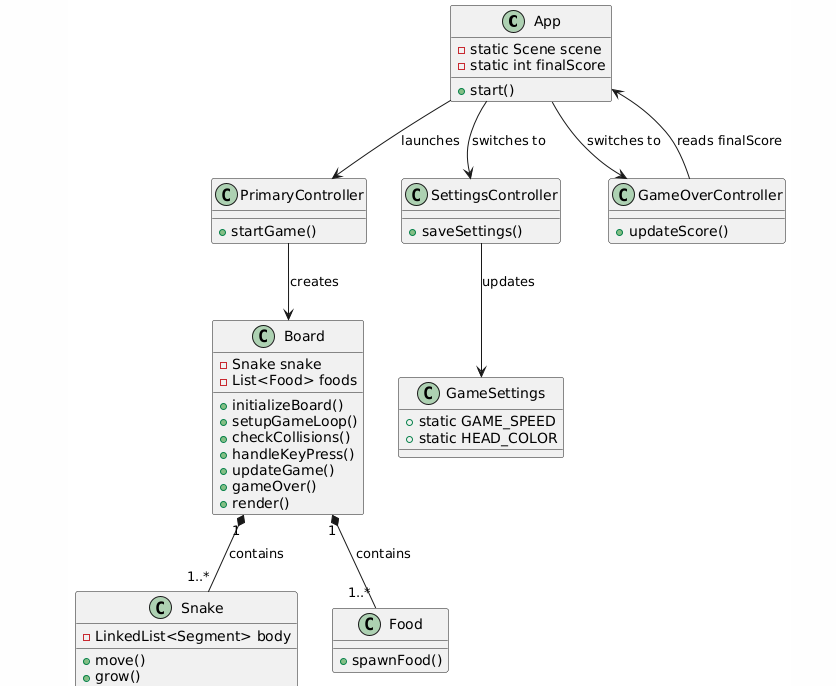 C App
static Scene scene
static int finalScore
start()
launches
switches to
switches to
reads finalScore
C PrimaryController
startGame()
C SettingsController
saveSettings()
C GameOverController
updateScore()
creates
updates
C Board
Snake snake
List<Food> foods
initializeBoard()
setupGameLoop()
checkCollisions()
handleKeyPress()
updateGame()
gameOver()
render()
C GameSettings
static GAME_SPEED
static HEAD_COLOR
1
1
contains
contains
1..*
1..*
C Snake
LinkedList<Segment> body
move()
grow()
C Food
spawnFood()